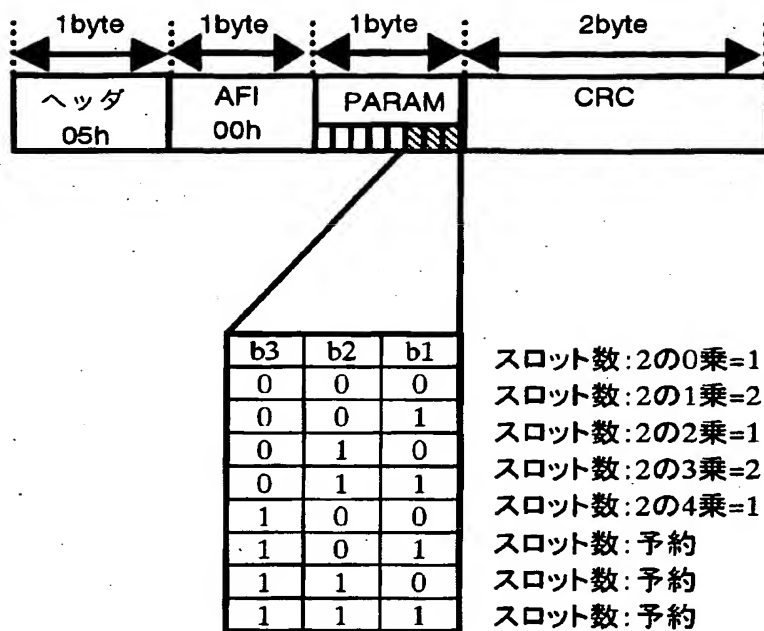 1byte 1byte 1byte 2byte
ヘッダ AFI PARAM CRC
05h 00h
b3 b2 b1
0 0 0 スロット数:2の0乗=1
0 0 1 スロット数:2の1乗=2
0 1 0 スロット数:2の2乗=1
0 1 1 スロット数:2の3乗=2
1 0 0 スロット数:2の4乗=1
1 0 1 スロット数:予約
1 1 0 スロット数:予約
1 1 1 スロット数:予約